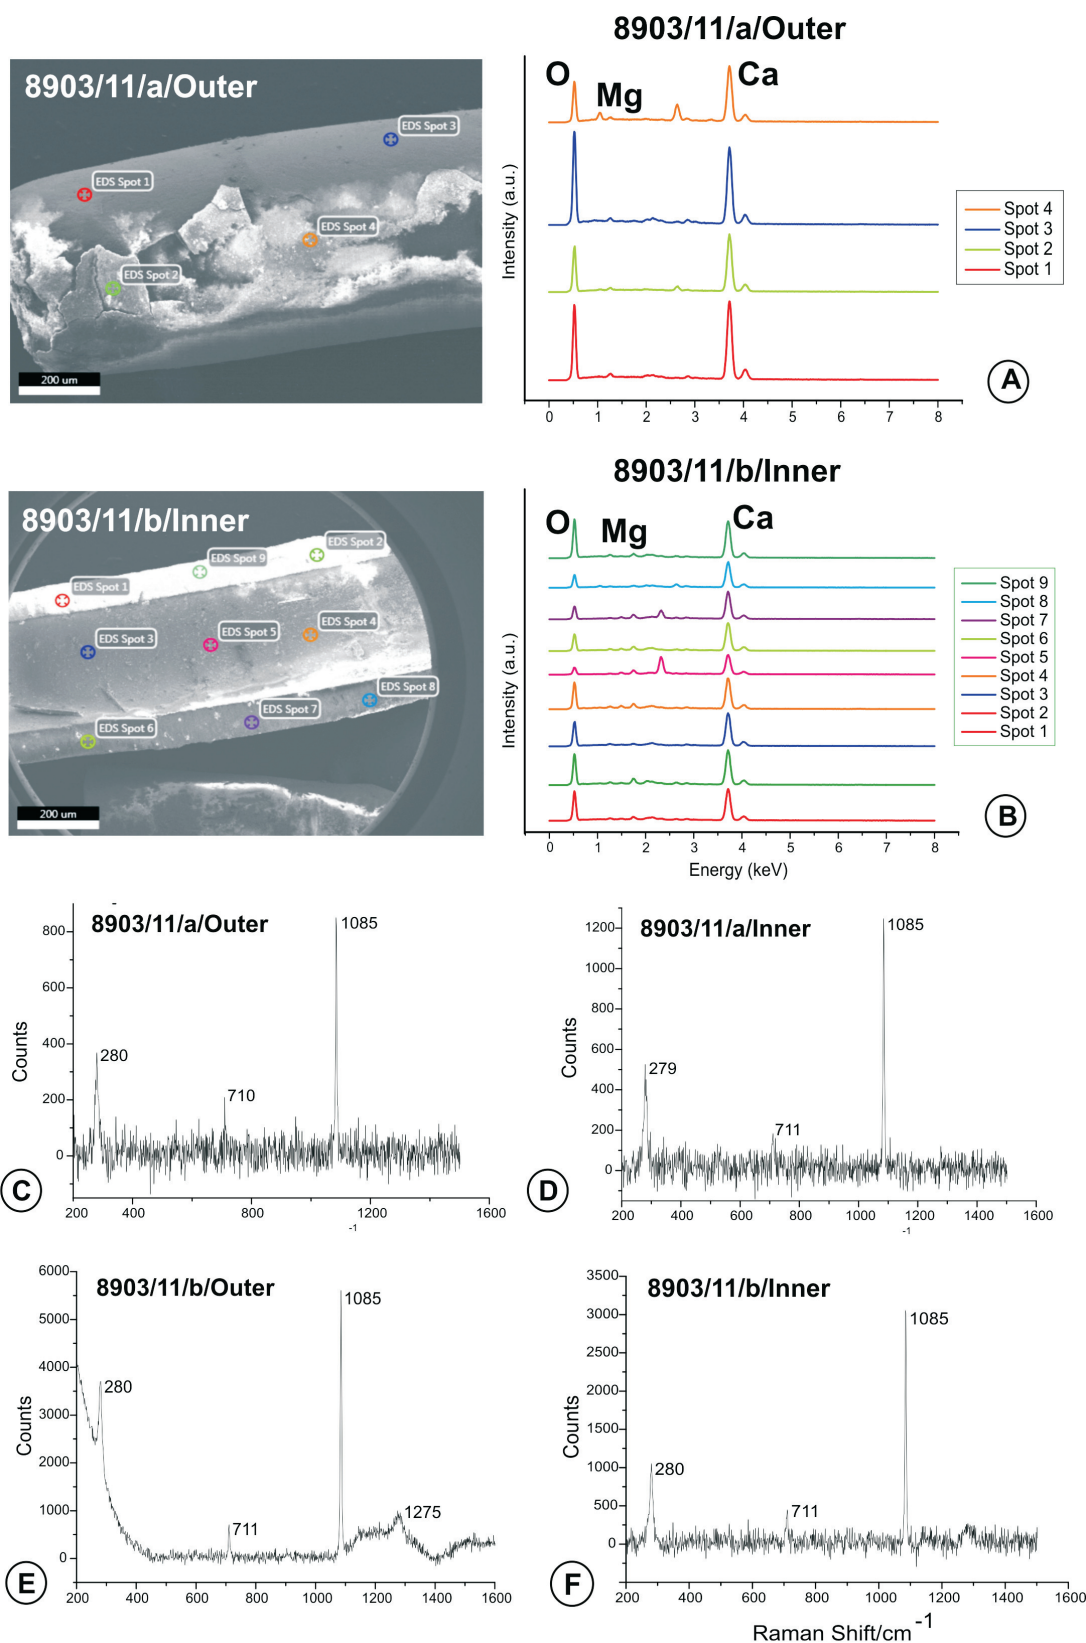 8903/11/a/Outer
8903/11/a/Outer
EDS Spot 3
EDS Spot 1
EDS Spot 4
EDS Spot 2
200 um
O
Mg
Ca
Intensity (a.u.)
Spot 4
Spot 3
Spot 2
Spot 1
0 1 2 3 4 5 6 7 8
A
8903/11/b/Inner
8903/11/b/Inner
EDS Spot 2
EDS Spot 9
EDS Spot 1
EDS Spot 4
EDS Spot 5
EDS Spot 3
EDS Spot 8
EDS Spot 7
EDS Spot 6
200 um
O
Mg
Ca
Intensity (a.u.)
Spot 9
Spot 8
Spot 7
Spot 6
Spot 5
Spot 4
Spot 3
Spot 2
Spot 1
0 1 2 3 4 5 6 7 8
Energy (keV)
B
8903/11/a/Outer
1085
280
710
800
600
400
200
0
Counts
200 400 800 1200 1600
-1
C
8903/11/a/Inner
1085
279
711
1200
1000
800
600
400
200
0
Counts
200 400 600 800 1000 1200 1400 1600
-1
D
8903/11/b/Outer
1085
280
711
1275
6000
5000
4000
3000
2000
1000
0
Counts
200 400 600 800 1000 1200 1400 1600
E
8903/11/b/Inner
1085
280
711
3500
3000
2500
2000
1500
1000
500
0
Counts
200 400 600 800 1000 1200 1400 1600
F
Raman Shift/cm-1